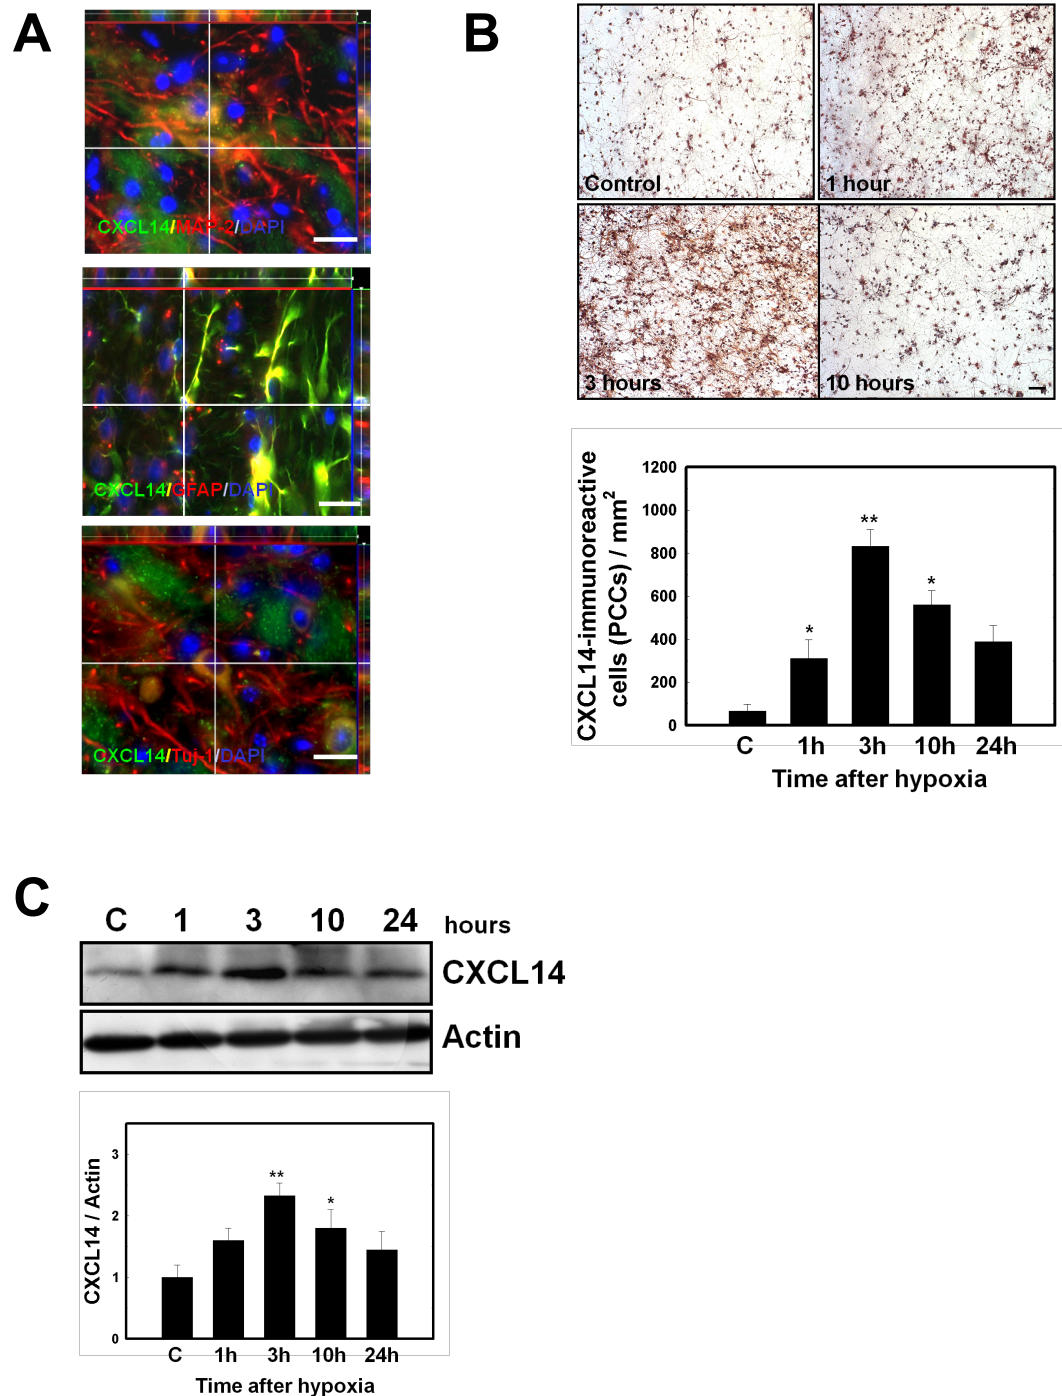 A
CXCL14/MAP-2/DAPI
CXCL14/GFAP/DAPI
CXCL14/Tuj-1/DAPI
B
Control
1 hour
3 hours
10 hours
CXCL14-immunoreactive
cells (PCCs) / mm²
1200
1000
800
600
400
200
0
*
**
*
C 1h 3h 10h 24h
Time after hypoxia
C
C 1 3 10 24 hours
CXCL14
Actin
CXCL14 / Actin
3
2
1
0
**
*
C 1h 3h 10h 24h
Time after hypoxia